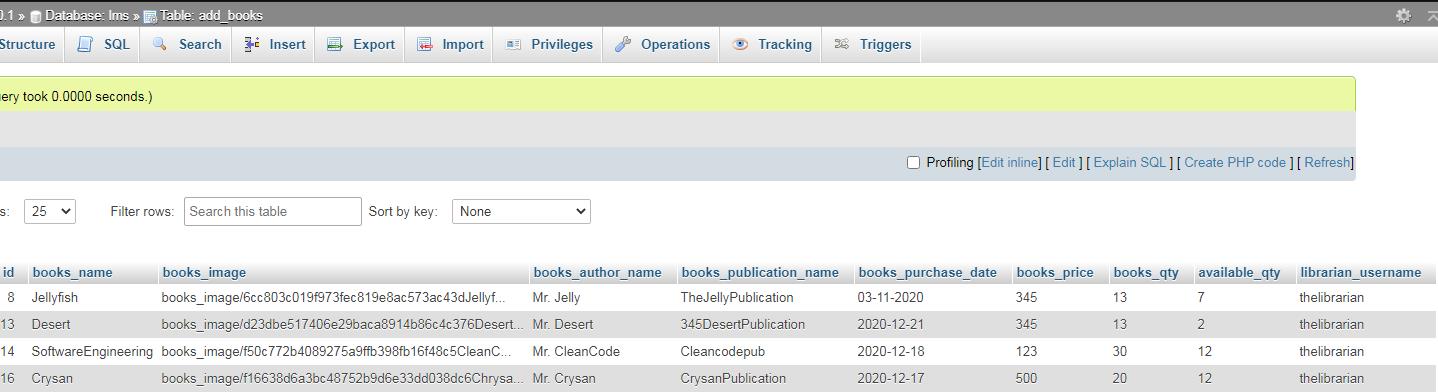 0.1 » Database: lms » Table: add_books
Structure SQL Search Insert Export Import Privileges Operations Tracking Triggers
ery took 0.0000 seconds.)
Profiling [Edit inline] [ Edit ] [ Explain SQL ] [ Create PHP code ] [ Refresh]
s: 25 Filter rows: Search this table Sort by key: None
id books_name books_image books_author_name books_publication_name books_purchase_date books_price books_qty available_qty librarian_username
8 Jellyfish books_image/6cc803c019f973fec819e8ac573ac43dJellyf... Mr. Jelly TheJellyPublication 03-11-2020 345 13 7 thelibrarian
13 Desert books_image/d23dbe517406e29baca8914b86c4c376Desert... Mr. Desert 345DesertPublication 2020-12-21 345 13 2 thelibrarian
14 SoftwareEngineering books_image/f50c772b4089275a9ffb398fb16f48c5CleanC... Mr. CleanCode Cleancodepub 2020-12-18 123 30 12 thelibrarian
16 Crysan books_image/f16638d6a3bc48752b9d6e33dd038dc6Chrysa... Mr. Crysan CrysanPublication 2020-12-17 500 20 12 thelibrarian